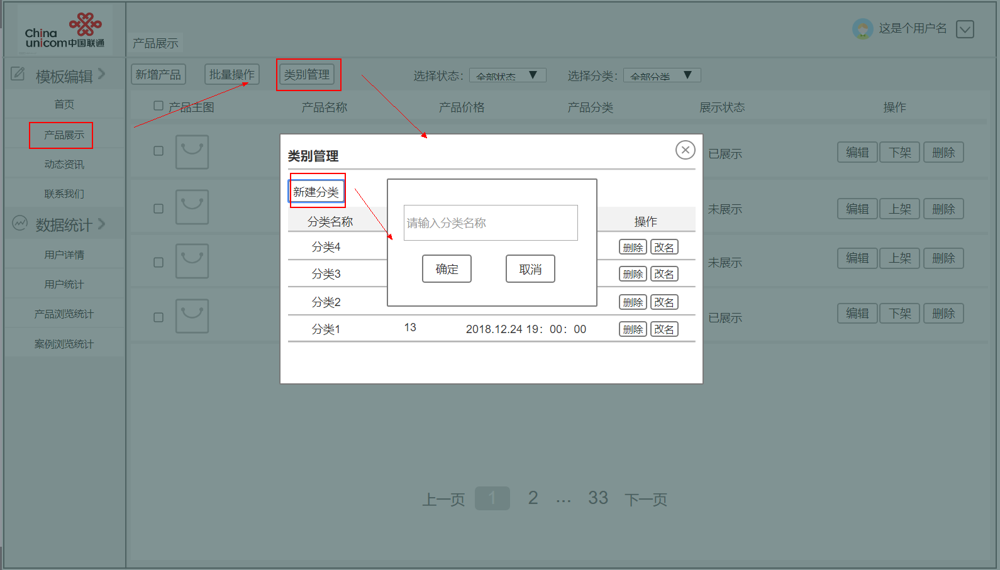 China
unicom中国联通
产品展示
这是个用户名
模板编辑
首页
产品展示
动态资讯
联系我们
数据统计
用户详情
用户统计
产品浏览统计
案例浏览统计
新增产品 批量操作 类别管理 选择状态： 全部状态 选择分类： 全部分类
产品主图 产品名称 产品价格 产品分类 展示状态 操作
已展示 编辑 下架 删除
未展示 编辑 上架 删除
未展示 编辑 上架 删除
已展示 编辑 下架 删除
类别管理
新建分类
分类名称 操作
分类4 删除 改名
分类3 删除 改名
分类2 删除 改名
分类1 13 2018.12.24 19：00：00 删除 改名
请输入分类名称
确定 取消
上一页 1 2 ... 33 下一页